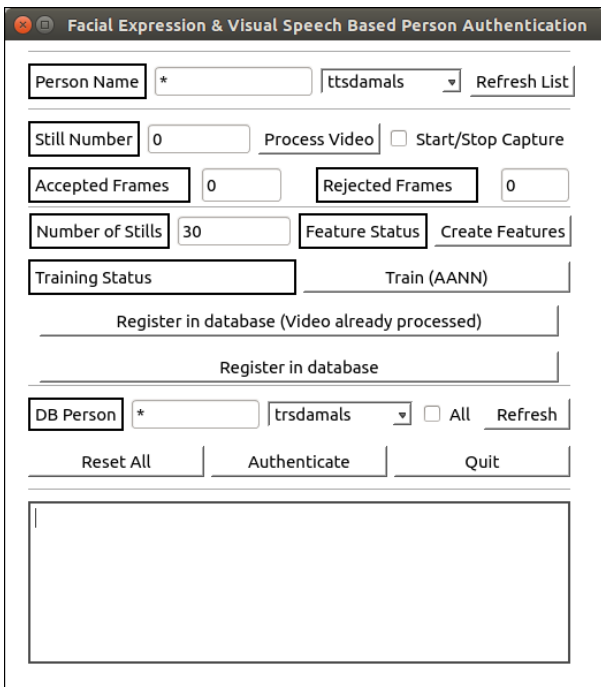 Facial Expression & Visual Speech Based Person Authentication
Person Name * ttsdamals Refresh List
Still Number 0 Process Video Start/Stop Capture
Accepted Frames 0 Rejected Frames 0
Number of Stills 30 Feature Status Create Features
Training Status Train (AANN)
Register in database (Video already processed)
Register in database
DB Person * trsdamals All Refresh
Reset All Authenticate Quit